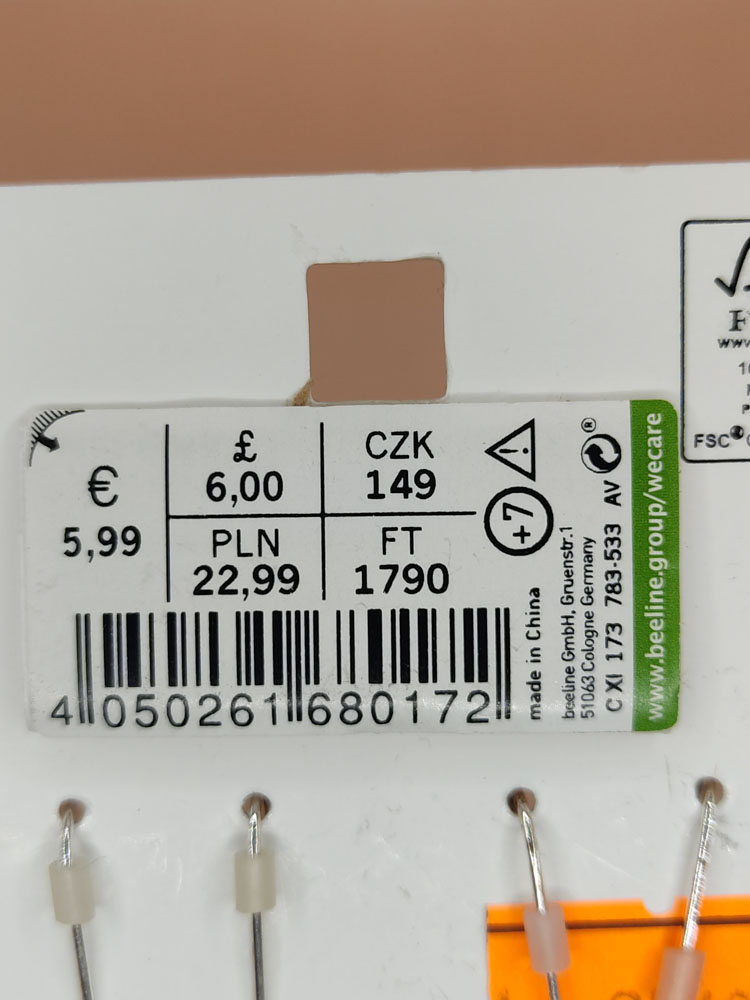 €
5,99
£
6,00
CZK
149
PLN
22,99
FT
1790
4 050261 680172
+7
made in China
beeline GmbH, Gruenstr.1
51063 Cologne Germany
C XI 173 783-533 AV
®
www.beeline.group/wecare
FSC